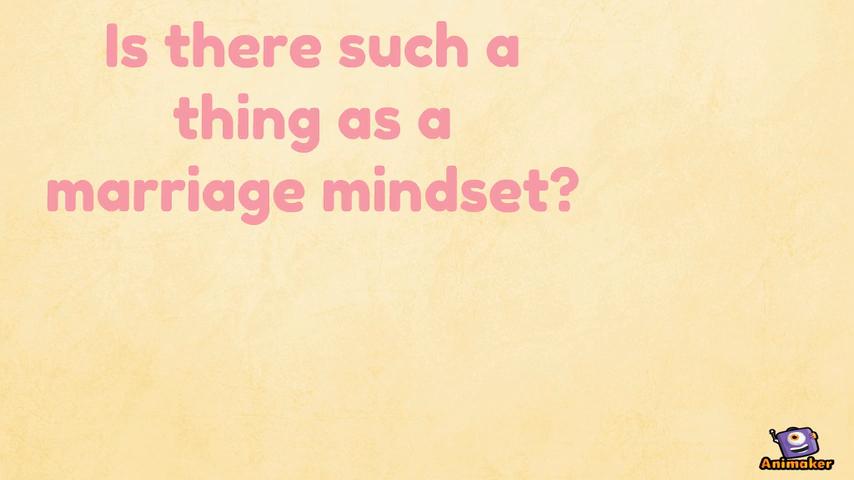 Is there such a
thing as a
marriage mindset?
Animaker